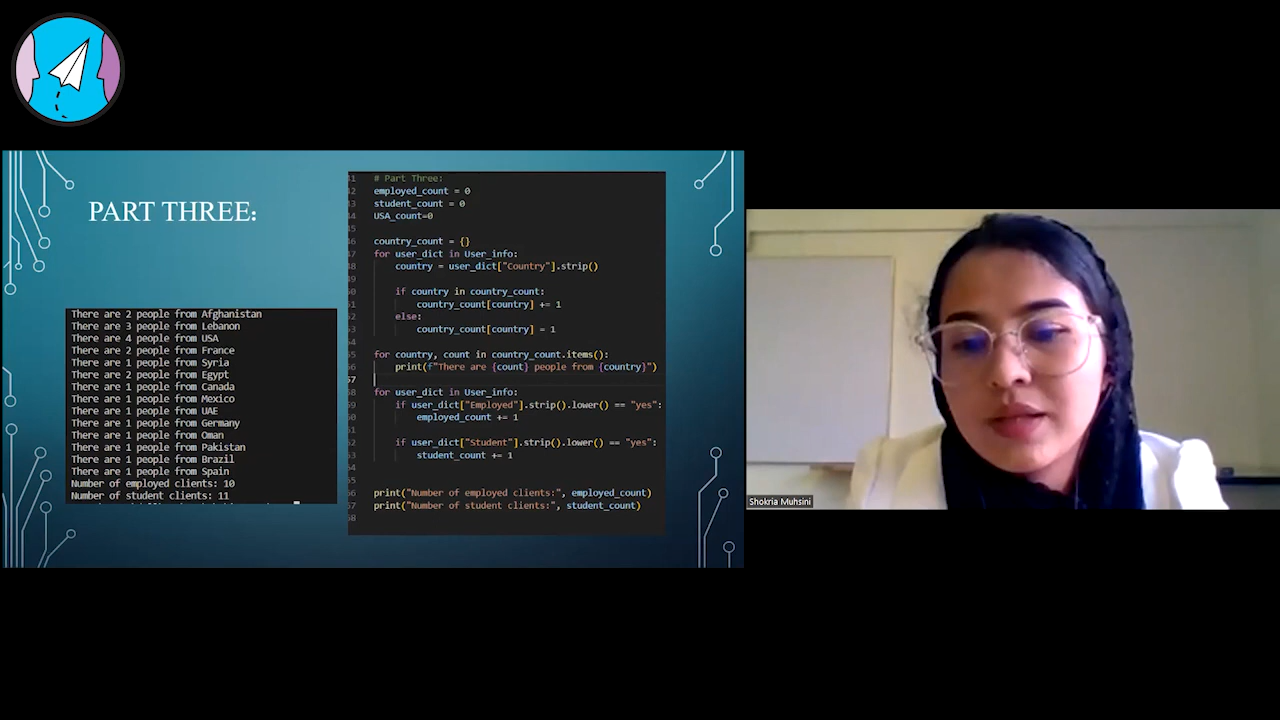 PART THREE:
There are 2 people from Afghanistan
There are 3 people from Lebanon
There are 4 people from USA
There are 2 people from France
There are 1 people from Syria
There are 2 people from Egypt
There are 1 people from Canada
There are 1 people from Mexico
There are 1 people from UAE
There are 1 people from Germany
There are 1 people from Oman
There are 1 people from Pakistan
There are 1 people from Brazil
There are 1 people from Spain
Number of employed clients: 10
Number of student clients: 11
# Part Three:
employed_count = 0
student_count = 0
USA_count=0
country_count = {}
for user_dict in User_info:
country = user_dict["Country"].strip()
if country in country_count:
country_count[country] += 1
else:
country_count[country] = 1
for country, count in country_count.items():
print(f"There are {count} people from {country}")
for user_dict in User_info:
if user_dict["Employed"].strip().lower() == "yes":
employed_count += 1
if user_dict["Student"].strip().lower() == "yes":
student_count += 1
print("Number of employed clients:", employed_count)
print("Number of student clients:", student_count)
Shokria Muhsini